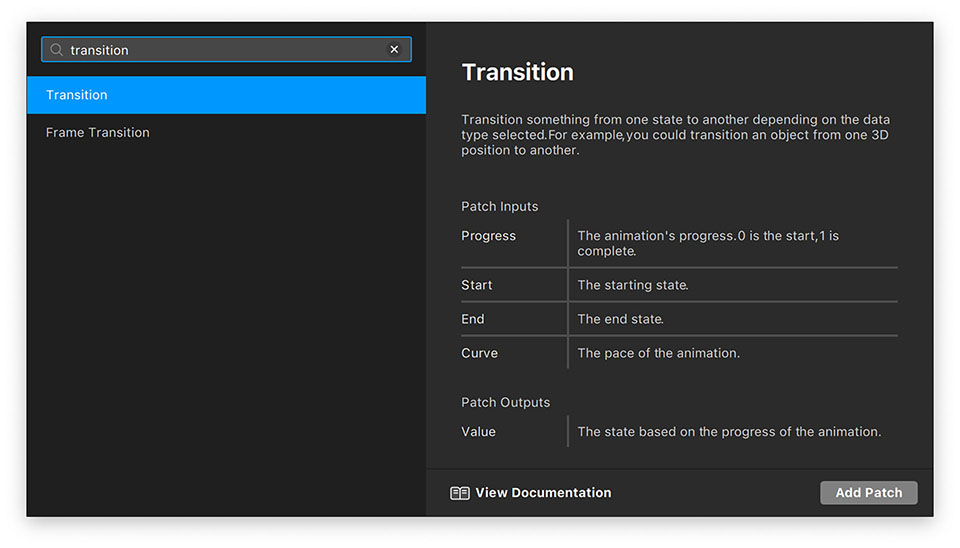 transition
Transition
Frame Transition
Transition
Transition something from one state to another depending on the data
type selected.For example,you could transition an object from one 3D
position to another.
Patch Inputs
Progress
The animation's progress.0 is the start,1 is
complete.
Start
The starting state.
End
The end state.
Curve
The pace of the animation.
Patch Outputs
Value
The state based on the progress of the animation.
View Documentation
Add Patch